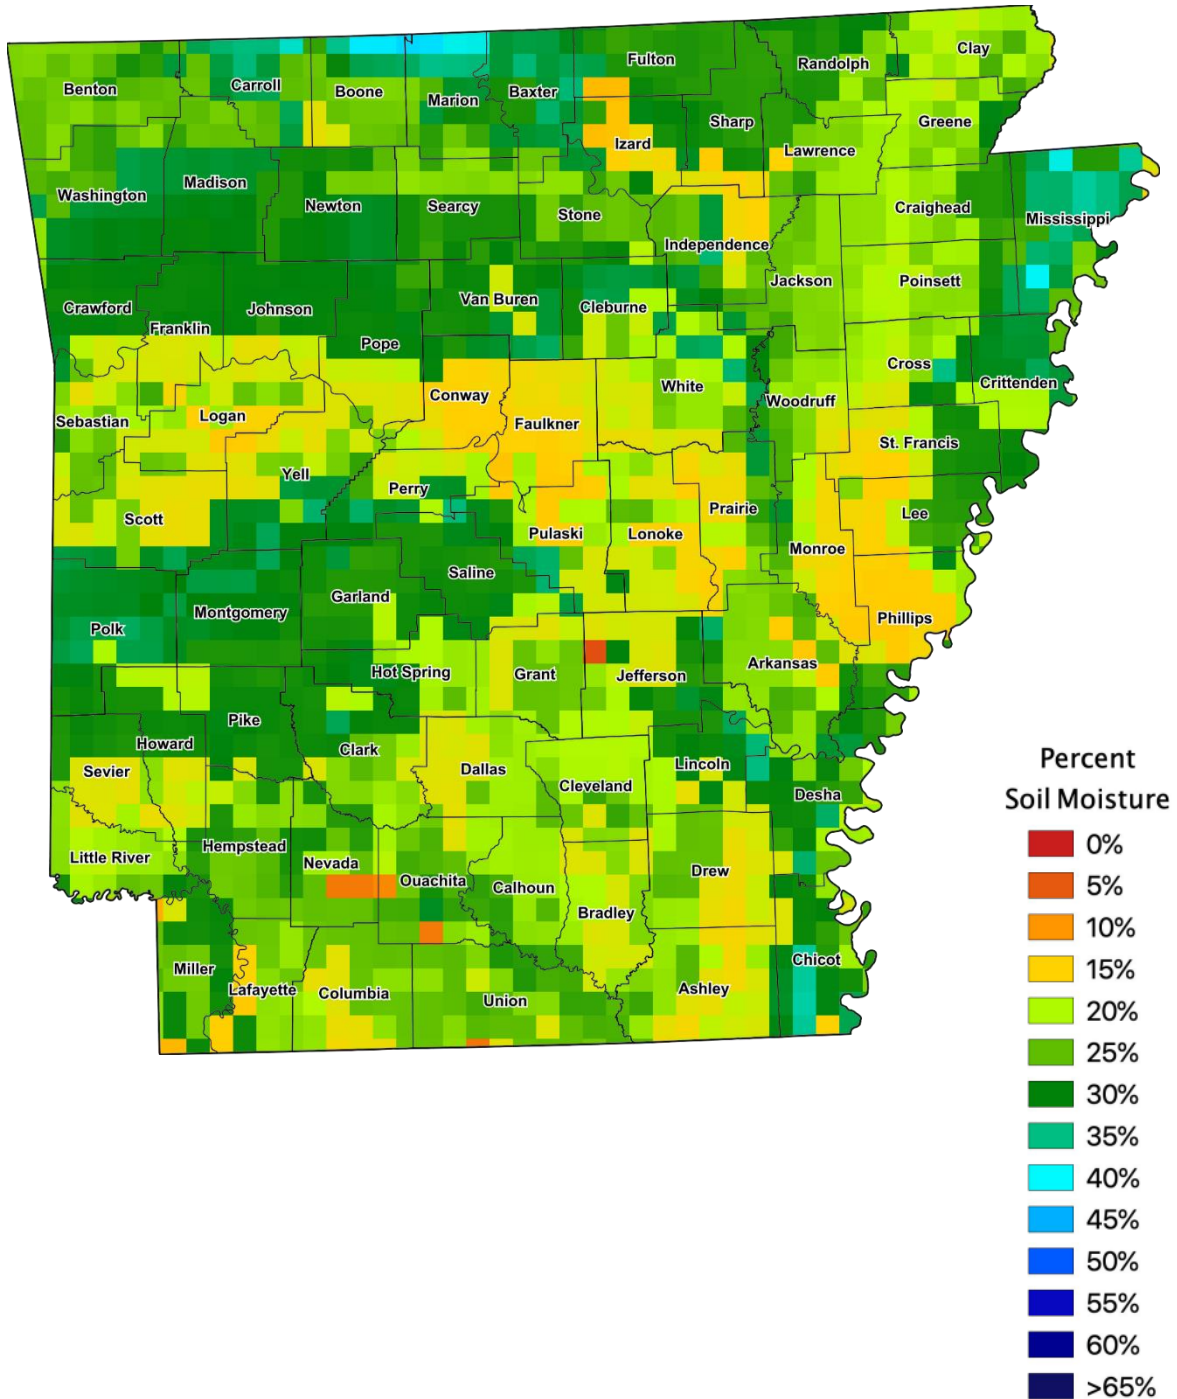 Clay
Fulton
Randolph
Benton
Carroll
Boone
Marion
Baxter
Sharp
Greene
Izard
Lawrence
Washington
Madison
Newton
Searcy
Stone
Craighead
Mississippi
Independence
Jackson
Poinsett
Crawford
Franklin
Johnson
Van Buren
Cleburne
Pope
Cross
Crittenden
Conway
White
Woodruff
Sebastian
Logan
Faulkner
St. Francis
Yell
Perry
Prairie
Lee
Scott
Pulaski
Lonoke
Monroe
Saline
Garland
Montgomery
Polk
Phillips
Hot Spring
Grant
Jefferson
Arkansas
Pike
Howard
Clark
Sevier
Dallas
Cleveland
Lincoln
Desha
Little River
Hempstead
Nevada
Ouachita
Calhoun
Drew
Bradley
Miller
Lafayette
Columbia
Union
Ashley
Chicot
Percent
Soil Moisture
0%
5%
10%
15%
20%
25%
30%
35%
40%
45%
50%
55%
60%
>65%